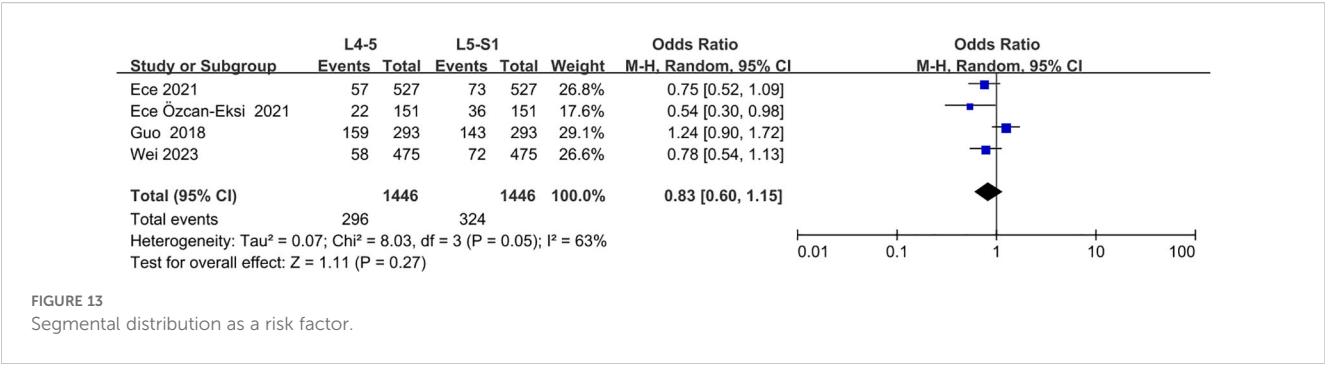 L4-5 L5-S1 Odds Ratio Odds Ratio
Study or Subgroup Events Total Events Total Weight M-H, Random, 95% CI M-H, Random, 95% CI
Ece 2021 57 527 73 527 26.8% 0.75 [0.52, 1.09]
Ece Özcan-Eksi 2021 22 151 36 151 17.6% 0.54 [0.30, 0.98]
Guo 2018 159 293 143 293 29.1% 1.24 [0.90, 1.72]
Wei 2023 58 475 72 475 26.6% 0.78 [0.54, 1.13]
Total (95% CI) 1446 1446 100.0% 0.83 [0.60, 1.15]
Total events 296 324
Heterogeneity: Tau² = 0.07; Chi² = 8.03, df = 3 (P = 0.05); I² = 63%
Test for overall effect: Z = 1.11 (P = 0.27)
0.01 0.1 1 10 100
FIGURE 13
Segmental distribution as a risk factor.